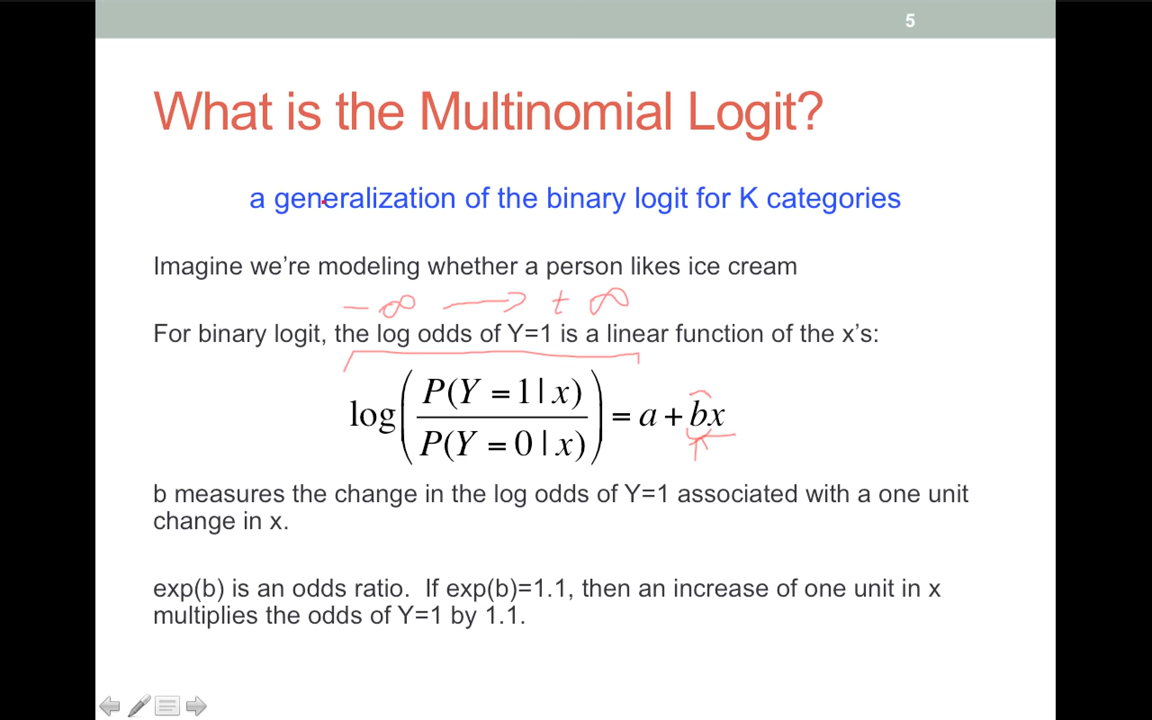 5
What is the Multinomial Logit?
a generalization of the binary logit for K categories
Imagine we're modeling whether a person likes ice cream
− ∞ → + ∞
For binary logit, the log odds of Y=1 is a linear function of the x's:
log(P(Y = 1 | x) / P(Y = 0 | x)) = a + bx
b measures the change in the log odds of Y=1 associated with a one unit
change in x.
exp(b) is an odds ratio.  If exp(b)=1.1, then an increase of one unit in x
multiplies the odds of Y=1 by 1.1.